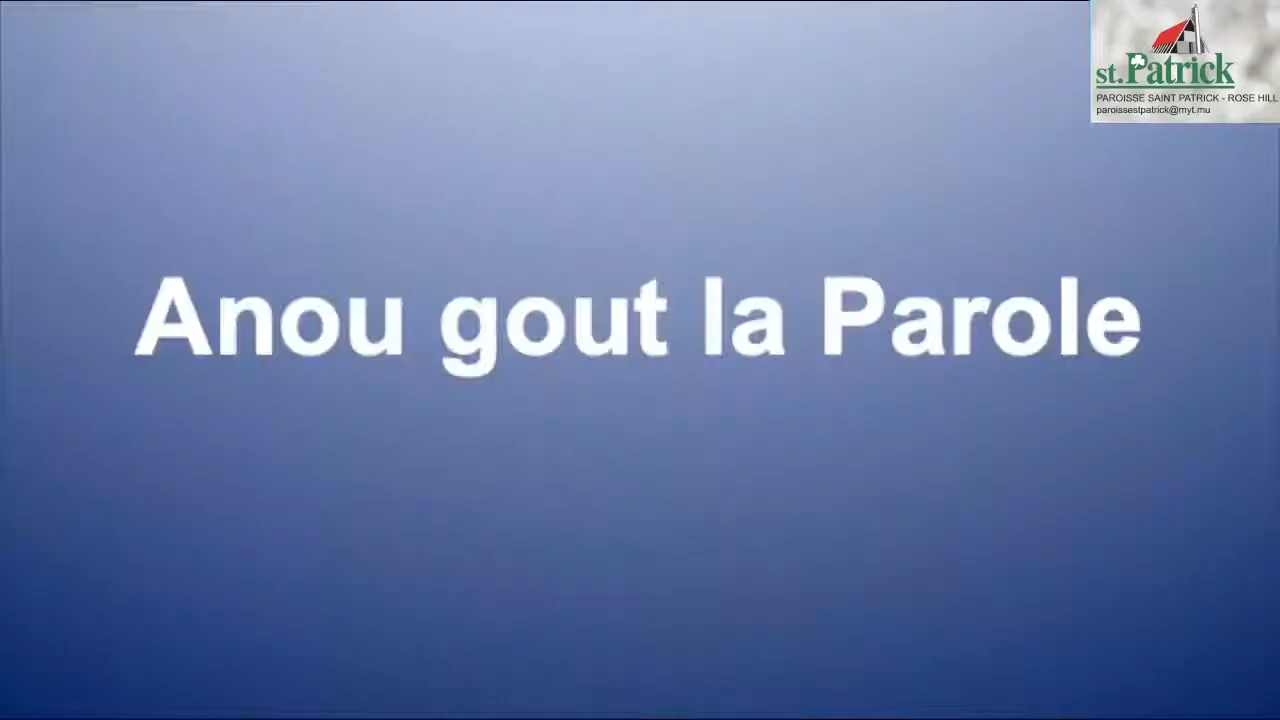 st. Patrick
PAROISSE SAINT PATRICK - ROSE HILL
paroissestpatrick@myt.mu
Anou gout la Parole